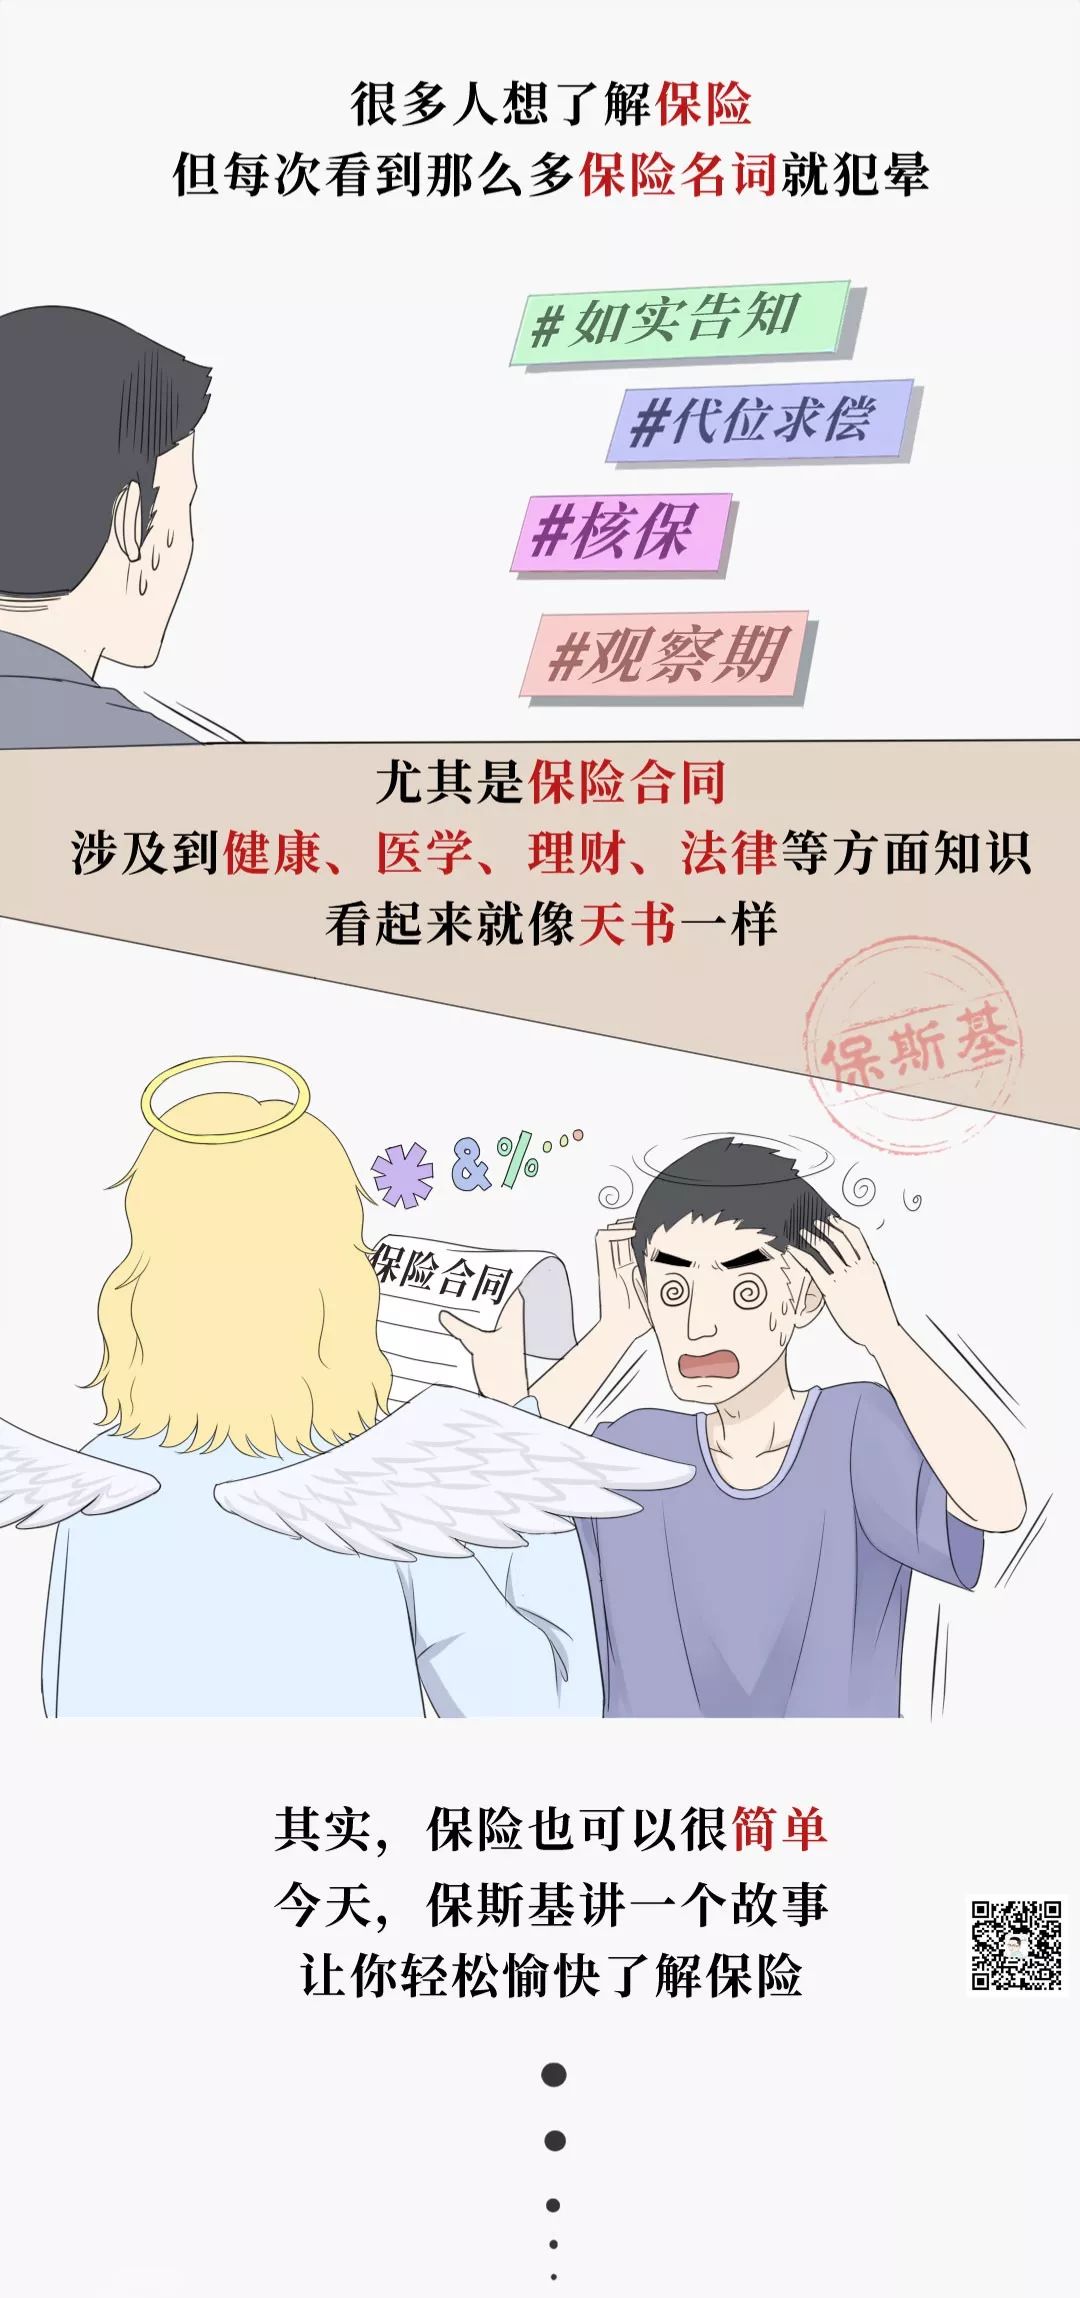 很多人想了解保险
但每次看到那么多保险名词就犯晕
#如实告知
#代位求偿
#核保
#观察期
尤其是保险合同
涉及到健康、医学、理财、法律等方面知识
看起来就像天书一样
保斯基
*&%...
保险合同
其实，保险也可以很简单
今天，保斯基讲一个故事
让你轻松愉快了解保险